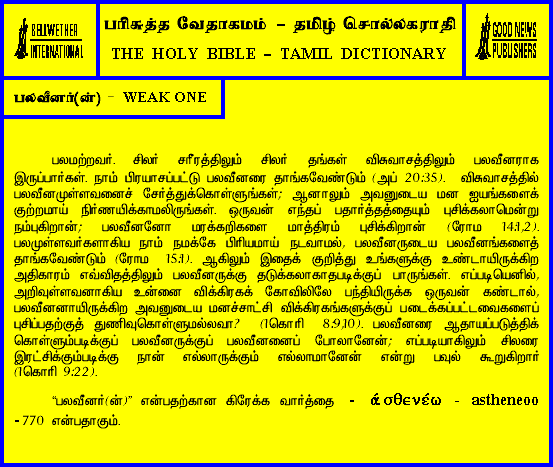 BELLWETHER
INTERNATIONAL
பரிசுத்த வேதாகமம் - தமிழ் சொல்லகராதி
THE HOLY BIBLE - TAMIL DICTIONARY
GOOD NEWS
PUBLISHERS
பலவீனர்(ன்) - WEAK ONE
பலமற்றவர். சிலர் சரீரத்திலும் சிலர் தங்கள் விசுவாசத்திலும் பலவீனராக
இருப்பார்கள். நாம் பிரயாசப்பட்டு பலவீனரை தாங்கவேண்டும் (அப் 20:35). விசுவாசத்தில்
பலவீனமுள்ளவனைச் சேர்த்துக்கொள்ளுங்கள்; ஆனாலும் அவனுடைய மன ஐயங்களைக்
குற்றமாய் நிர்ணயிக்காமலிருங்கள். ஒருவன் எந்தப் பதார்த்தத்தையும் புசிக்கலாமென்று
நம்புகிறான்; பலவீனனோ மரக்கறிகளை மாத்திரம் புசிக்கிறான் (ரோம 14:1,2).
பலமுள்ளவர்களாகிய நாம் நமக்கே பிரியமாய் நடவாமல், பலவீனருடைய பலவீனங்களைத்
தாங்கவேண்டும் (ரோம 15:1). ஆகிலும் இதைக் குறித்து உங்களுக்கு உண்டாயிருக்கிற
அதிகாரம் எவ்விதத்திலும் பலவீனருக்கு தடுக்கலாகாதபடிக்குப் பாருங்கள். எப்படியெனில்,
அறிவுள்ளவனாகிய உன்னை விக்கிரகக் கோவிலிலே பந்தியிருக்க ஒருவன் கண்டால்,
பலவீனனாயிருக்கிற அவனுடைய மனச்சாட்சி விக்கிரகங்களுக்குப் படைக்கப்பட்டவைகளைப்
புசிப்பதற்குத் துணிவுகொள்ளுமல்லவா? (1கொரி 8:9,10). பலவீனரை ஆதாயப்படுத்திக்
கொள்ளும்படிக்குப் பலவீனருக்குப் பலவீனனைப் போலானேன்; எப்படியாகிலும் சிலரை
இரட்சிக்கும்படிக்கு நான் எல்லாருக்கும் எல்லாமானேன் என்று பவுல் கூறுகிறார்
(1கொரி 9:22).
"பலவீனர்(ன்)" என்பதற்கான கிரேக்க வார்த்தை - ἀσθενέω - astheneoo
-770 என்பதாகும்.